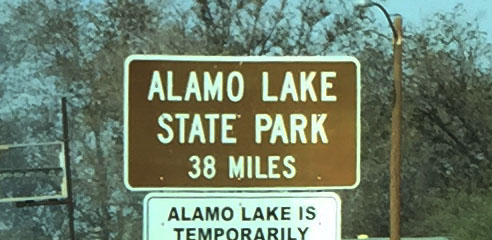 ALAMO LAKE
STATE PARK
38 MILES
ALAMO LAKE IS
TEMPORARILY